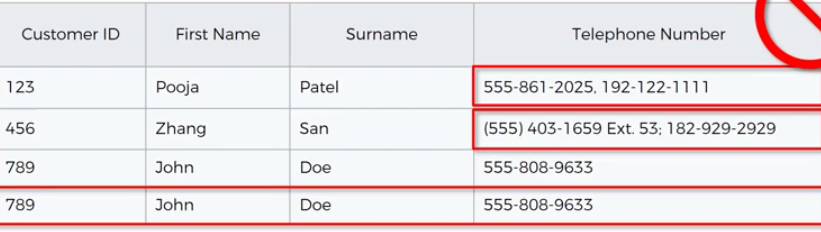 Customer ID First Name Surname Telephone Number
123 Pooja Patel 555-861-2025, 192-122-1111
456 Zhang San (555) 403-1659 Ext. 53; 182-929-2929
789 John Doe 555-808-9633
789 John Doe 555-808-9633